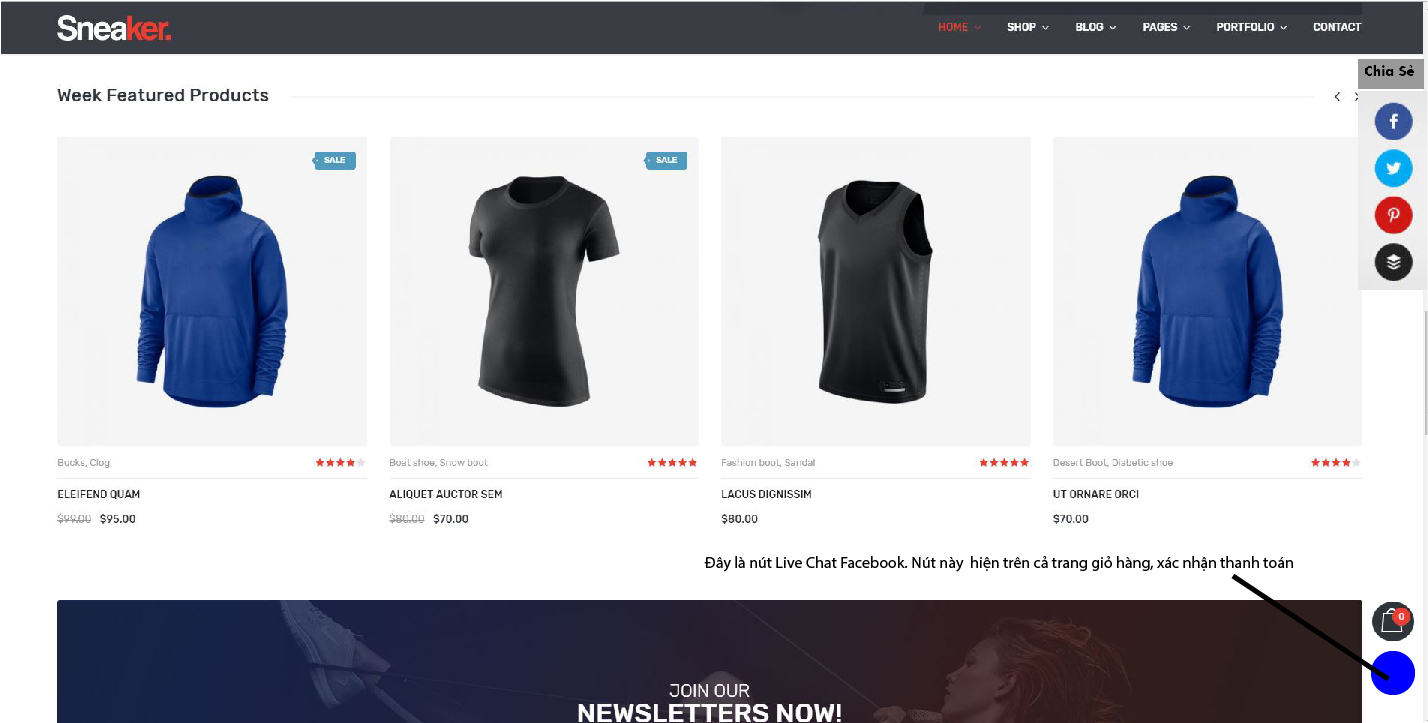 Sneaker.
HOME SHOP BLOG PAGES PORTFOLIO CONTACT
Chia Sẻ
Week Featured Products
SALE
SALE
Bucks, Clog
ELEIFEND QUAM
$99.00 $95.00
Boat shoe, Snow boot
ALIQUET AUCTOR SEM
$80.00 $70.00
Fashion boot, Sandal
LACUS DIGNISSIM
$80.00
Desert Boot, Diabetic shoe
UT ORNARE ORCI
$70.00
Đây là nút Live Chat Facebook. Nút này hiện trên cả trang giỏ hàng, xác nhận thanh toán
0
JOIN OUR
NEWSLETTERS NOW!